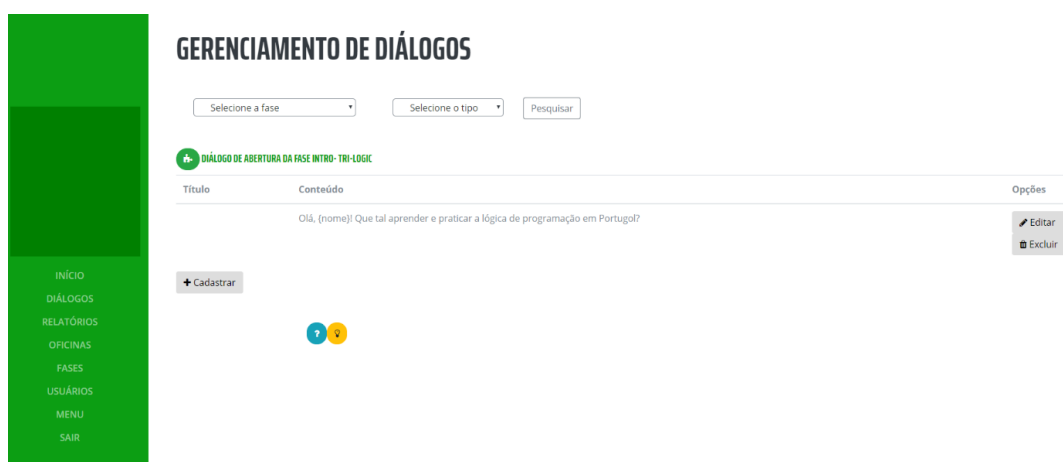 GERENCIAMENTO DE DIÁLOGOS
Selecione a fase
Selecione o tipo
Pesquisar
DIÁLOGO DE ABERTURA DA FASE INTRO- TRI-LOGIC
Título Conteúdo Opções
Olá, {nome}! Que tal aprender e praticar a lógica de programação em Portugol?
Editar
Excluir
+ Cadastrar
?
INÍCIO
DIÁLOGOS
RELATÓRIOS
OFICINAS
FASES
USUÁRIOS
MENU
SAIR